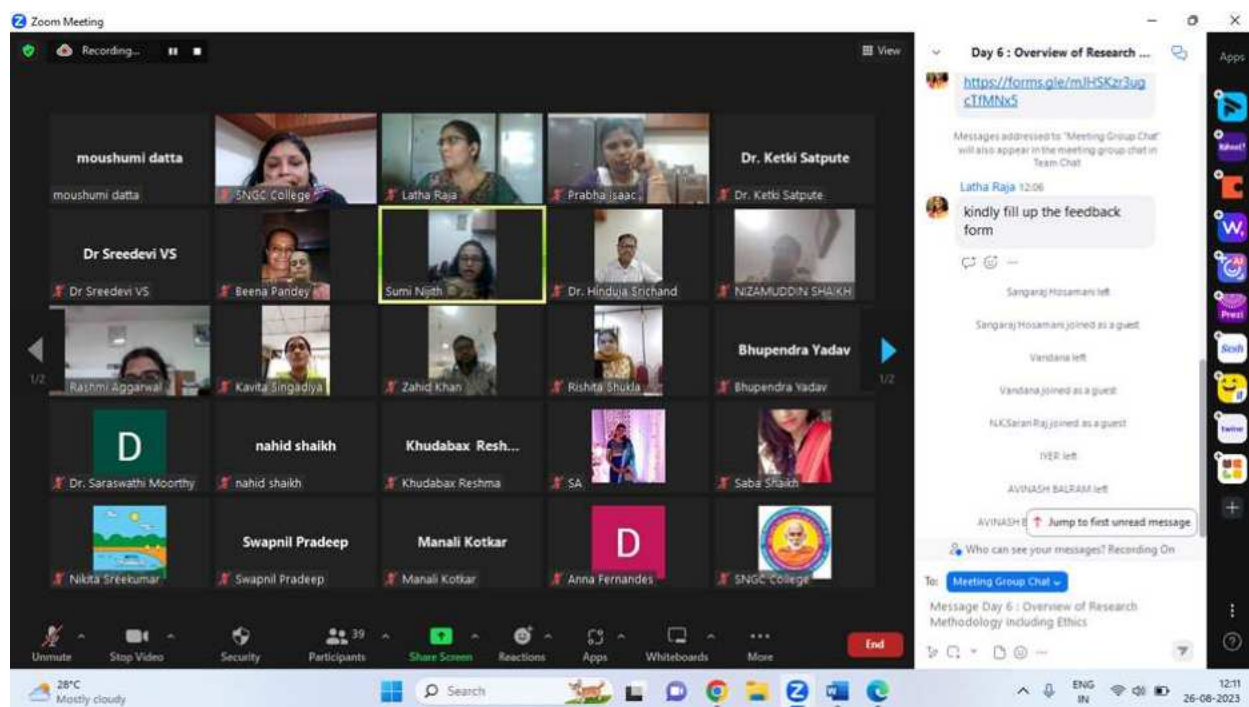 Zoom Meeting
Recording...
View
moushumi datta
moushumi datta
SNGC College
Latha Raja
Prabha Isaac
Dr. Ketki Satpute
Dr. Ketki Satpute
Dr Sreedevi VS
Dr Sreedevi VS
Beena Pandey
Sumi Nijith
Dr. Hinduja Srichand
NIZAMUDDIN SHAIKH
1/2
Rashmi Aggarwal
Kavita Singadiya
Zahid Khan
Rishita Shukla
Bhupendra Yadav
Bhupendra Yadav
1/2
D
Dr. Saraswathi Moorthy
nahid shaikh
nahid shaikh
Khudabax Resh...
Khudabax Reshma
SA
Saba Shaikh
Nikita Sreekumar
Swapnil Pradeep
Swapnil Pradeep
Manali Kotkar
Manali Kotkar
D
Anna Fernandes
SNGC College
Unmute
Stop Video
Security
39
Participants
Share Screen
Reactions
Apps
Whiteboards
More
End
Day 6 : Overview of Research ...
https://forms.gle/mJHSKzr3ug
cTfMNx5
Messages addressed to "Meeting Group Chat"
will also appear in the meeting group chat in
Team Chat
Latha Raja 12:06
kindly fill up the feedback
form
Sangaraj Hosamani left
Sangaraj Hosamani joined as a guest
Vandana left
Vandana joined as a guest
N.K.Saran Raj joined as a guest
IYER left
AVINASH BALRAM left
AVINASH B
Jump to first unread message
Who can see your messages? Recording On
To: Meeting Group Chat
Message Day 6 : Overview of Research
Methodology including Ethics
Apps
Kahoot!
W,
AI
Prezi
Sesh
twine
28°C
Mostly cloudy
Search
ENG
IN
12:11
26-08-2023